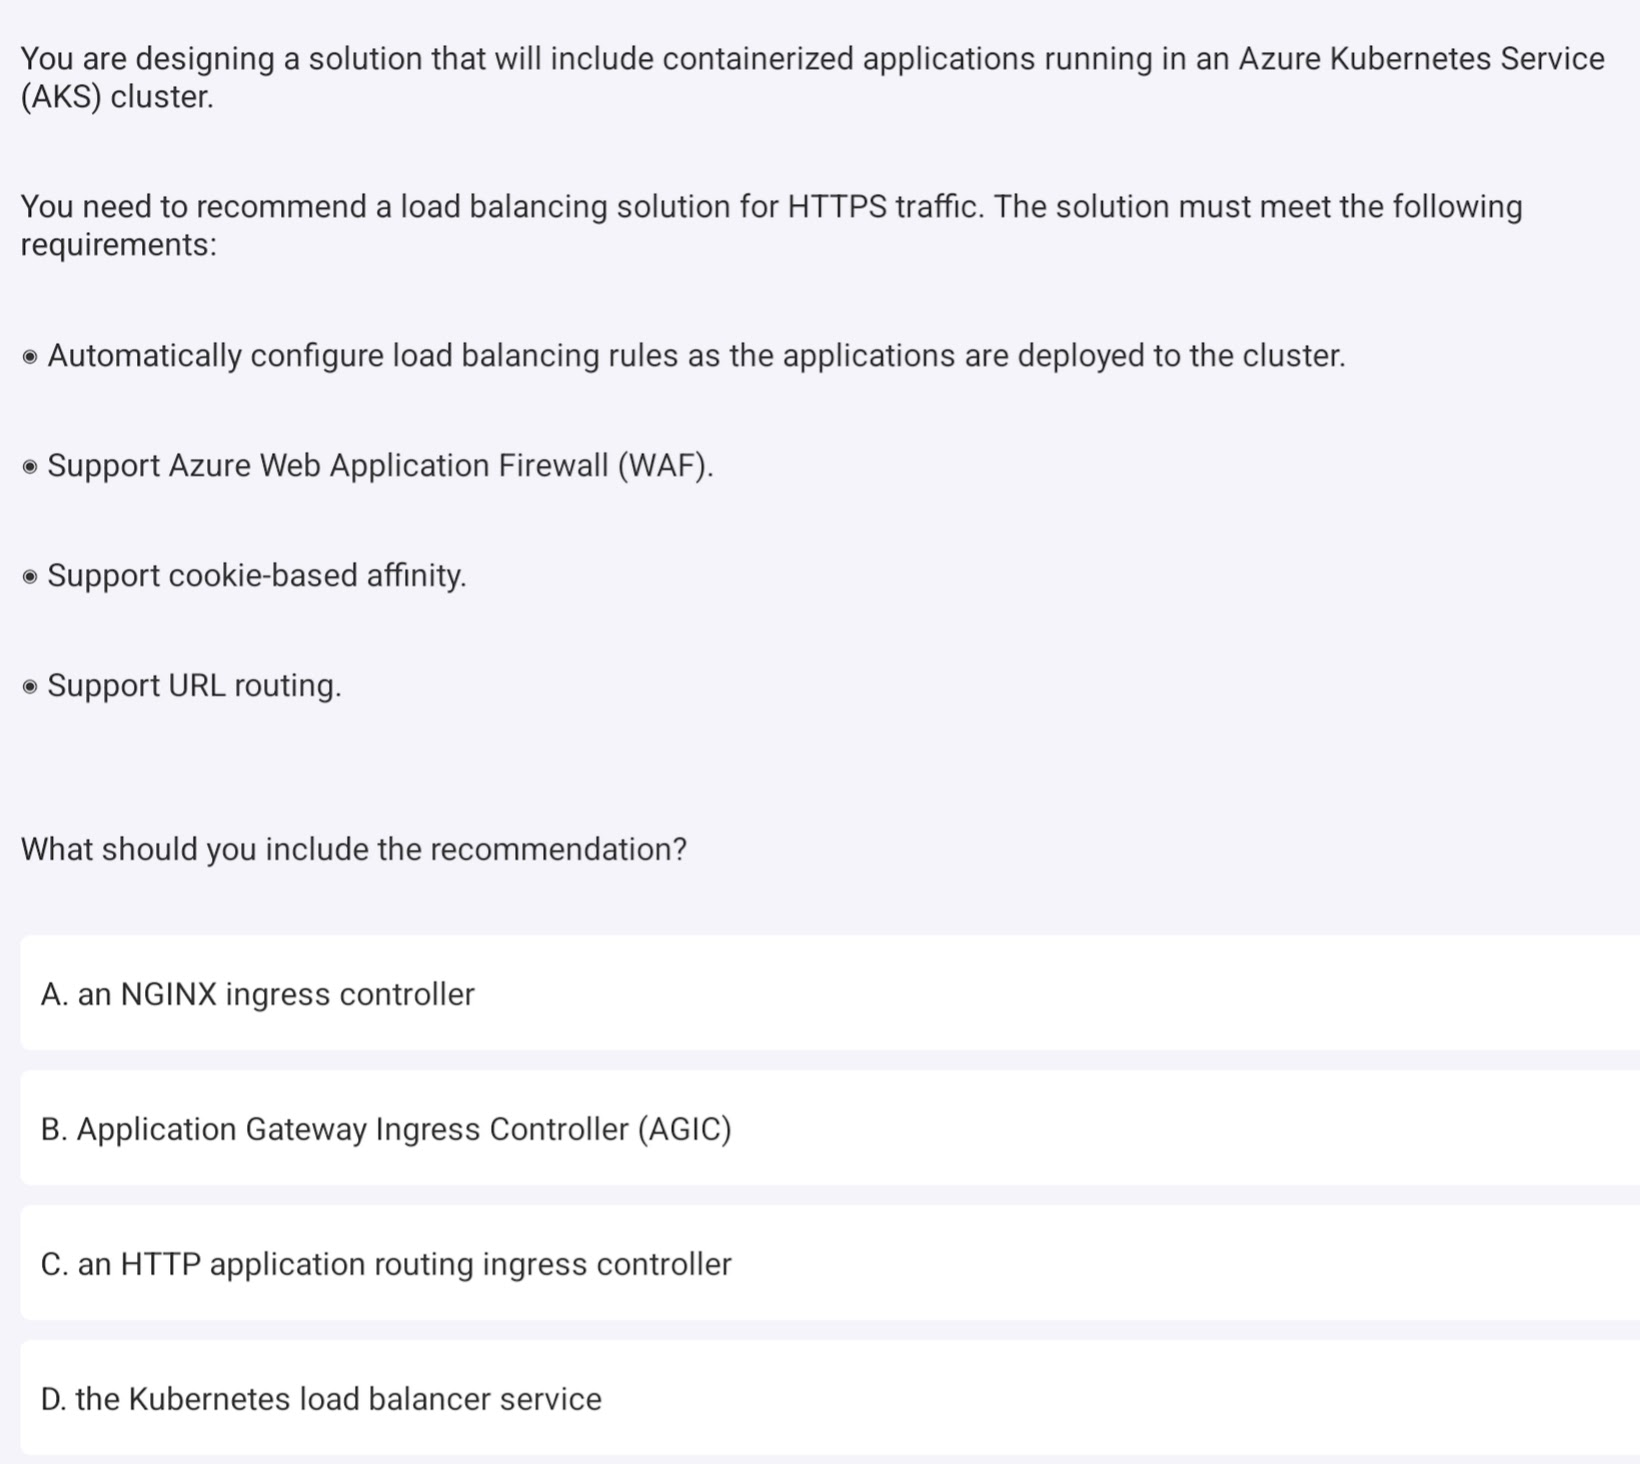 You are designing a solution that will include containerized applications running in an Azure Kubernetes Service
(AKS) cluster.
You need to recommend a load balancing solution for HTTPS traffic. The solution must meet the following
requirements:
◉ Automatically configure load balancing rules as the applications are deployed to the cluster.
◉ Support Azure Web Application Firewall (WAF).
◉ Support cookie-based affinity.
◉ Support URL routing.
What should you include the recommendation?
A. an NGINX ingress controller
B. Application Gateway Ingress Controller (AGIC)
C. an HTTP application routing ingress controller
D. the Kubernetes load balancer service